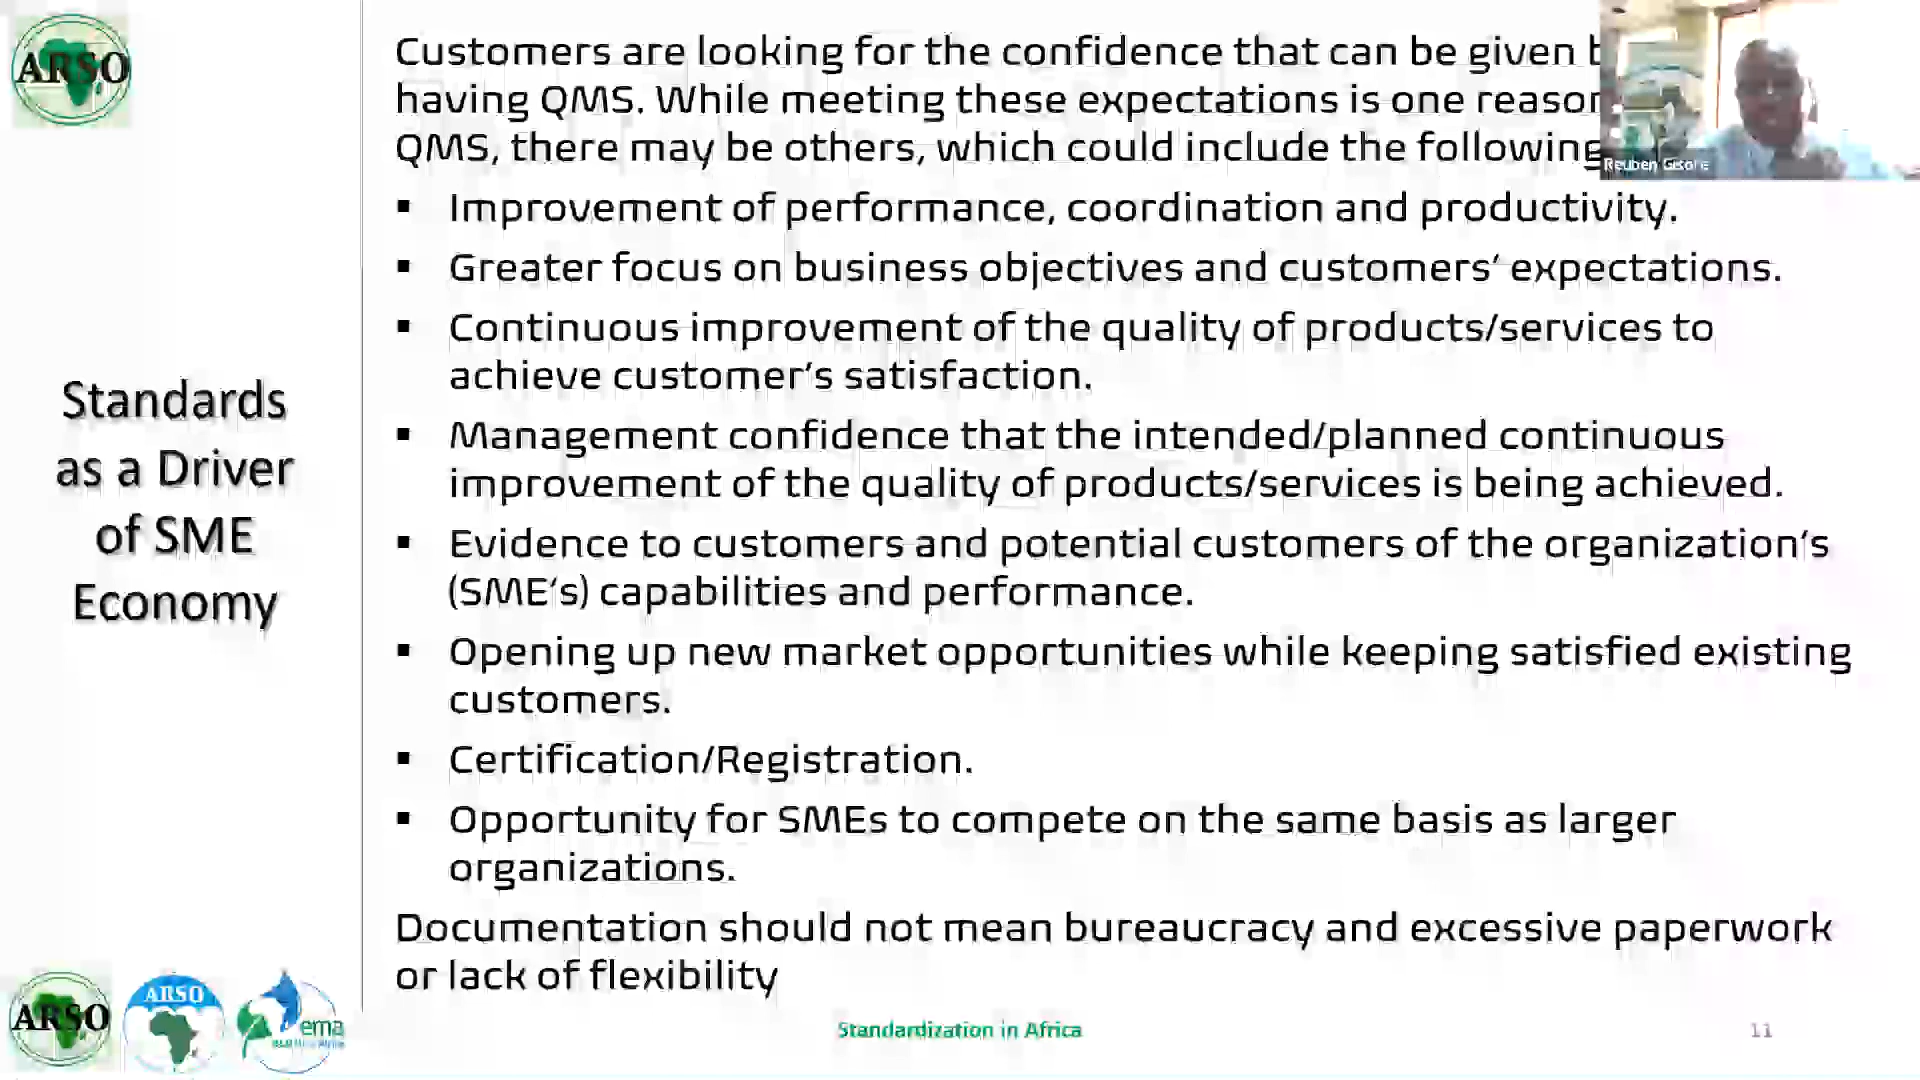 ARSO
Customers are looking for the confidence that can be given
having QMS. While meeting these expectations is one
QMS, there may be others, which could include the following
Reuben Gisore
▪ Improvement of performance, coordination and productivity.
▪ Greater focus on business objectives and customers' expectations.
▪ Continuous improvement of the quality of products/services to
achieve customer's satisfaction.
▪ Management confidence that the intended/planned continuous
improvement of the quality of products/services is being achieved.
▪ Evidence to customers and potential customers of the organization's
(SME's) capabilities and performance.
▪ Opening up new market opportunities while keeping satisfied existing
customers.
▪ Certification/Registration.
▪ Opportunity for SMEs to compete on the same basis as larger
organizations.
Documentation should not mean bureaucracy and excessive paperwork
or lack of flexibility
Standards
as a Driver
of SME
Economy
ARSO
ARSO
ema
Standardization in Africa
11